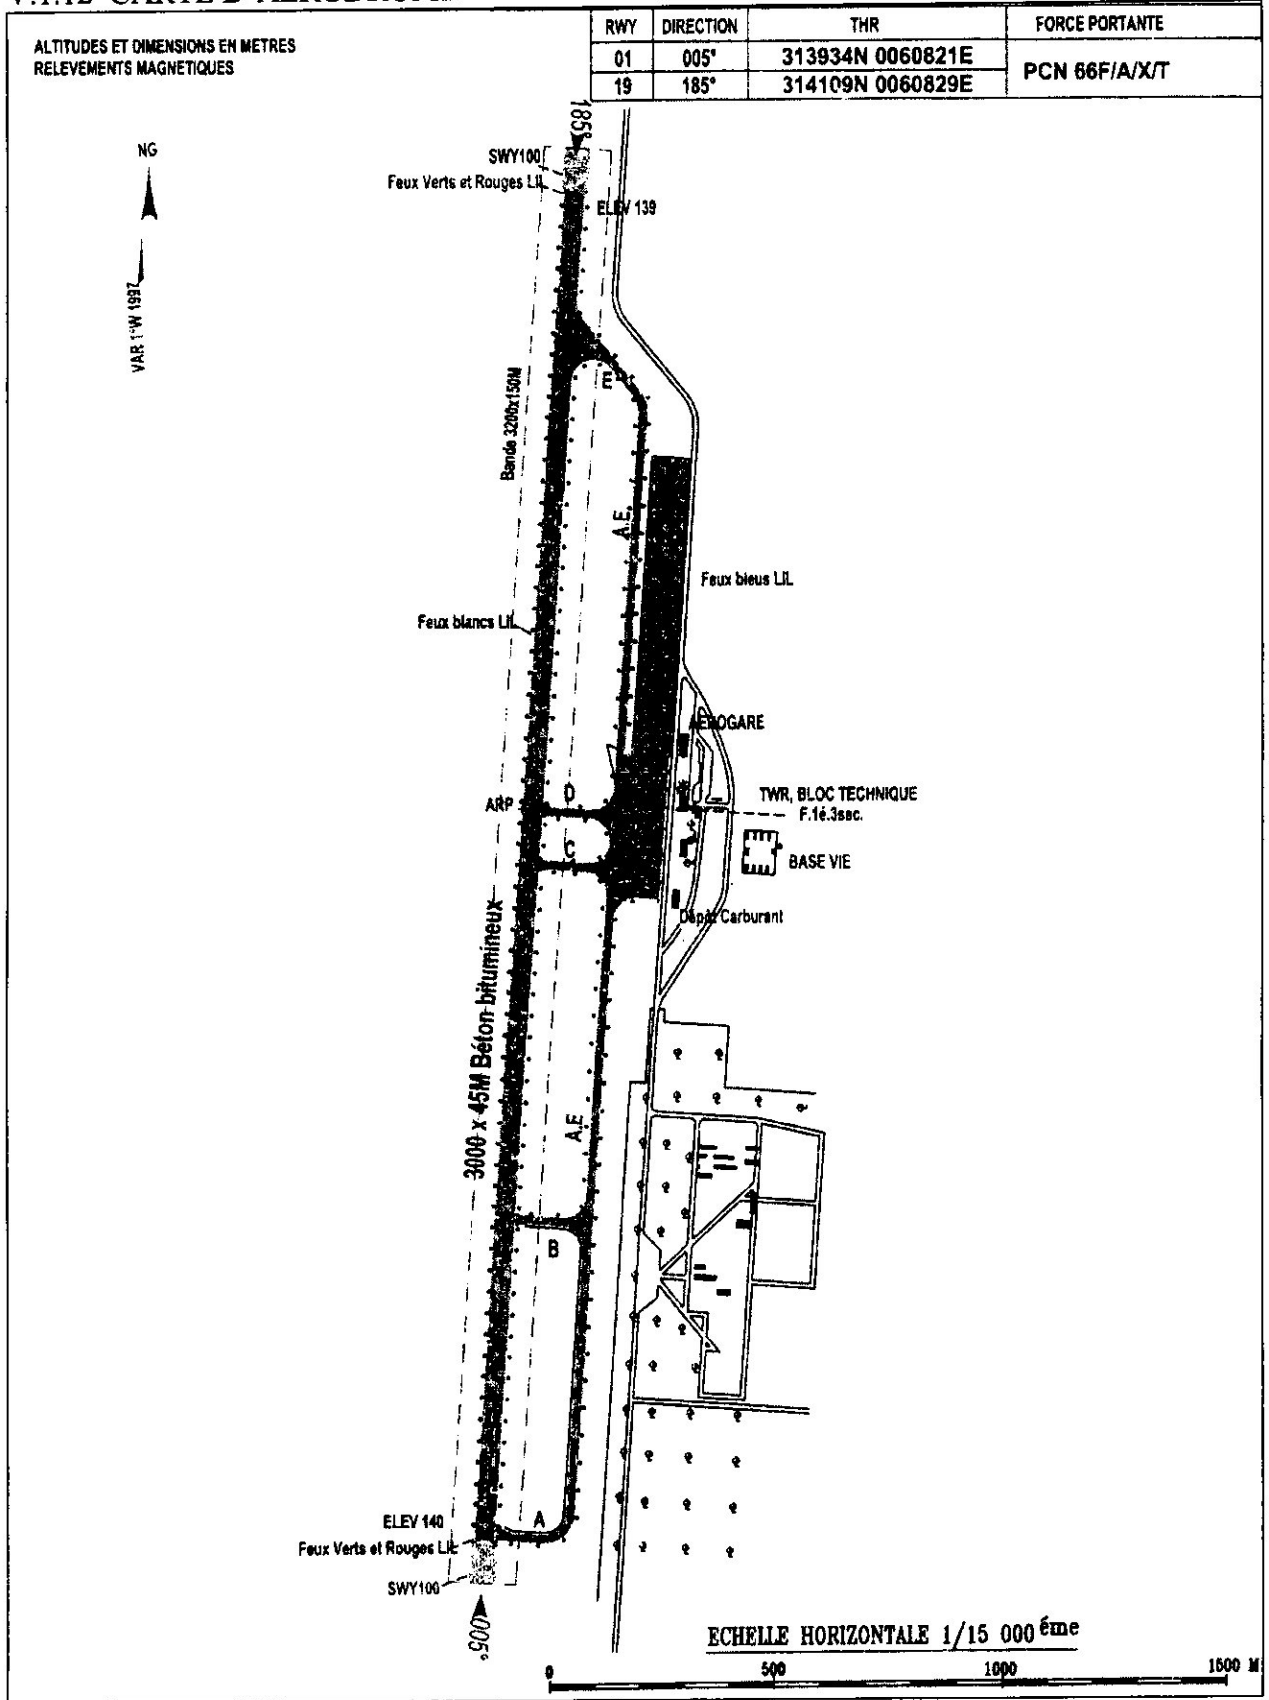 RWY DIRECTION THR FORCE PORTANTE
01 005° 313934N 0060821E PCN 66F/A/X/T
19 185° 314109N 0060829E
ALTITUDES ET DIMENSIONS EN METRES
RELEVEMENTS MAGNETIQUES
NG
VAR 1°W 1997
185°
SWY100
Feux Verts et Rouges LIL
ELEV 139
E
Bande 3200x150M
A.E
Feux bleus LIL
Feux blancs LIL
AEROGARE
D
ARP
TWR, BLOC TECHNIQUE
F.1é.3sec.
C
BASE VIE
Dépôt Carburant
3000 x 45M Béton bitumineux
A.E
B
A
ELEV 140
Feux Verts et Rouges LIL
SWY100
005°
ECHELLE HORIZONTALE 1/15 000 éme
0 500 1000 1500 M